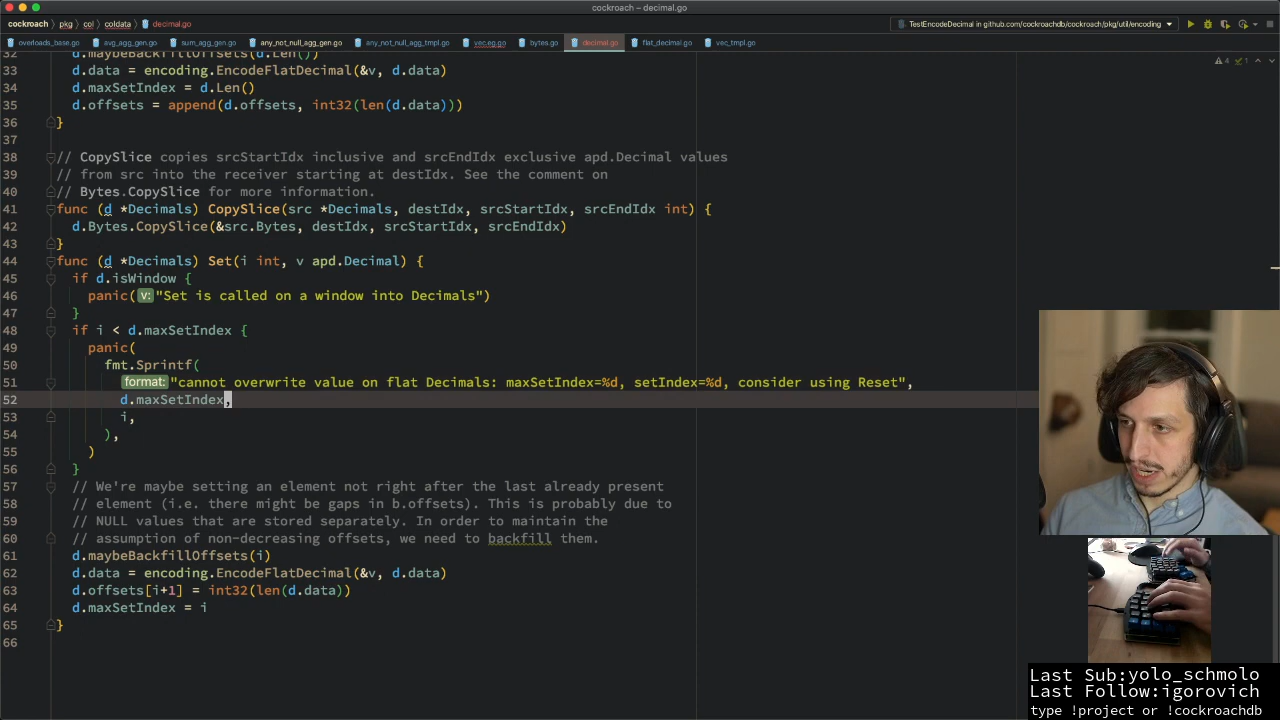 cockroach – decimal.go
cockroach › pkg › col › coldata › decimal.go
TestEncodeDecimal in github.com/cockroachdb/cockroach/pkg/util/encoding
overloads_base.go avg_agg_gen.go sum_agg_gen.go any_not_null_agg_gen.go any_not_null_agg_tmpl.go vec.eg.go bytes.go decimal.go flat_decimal.go vec_tmpl.go
4 1
32 d.maybeBackfillOffsets(d.Len())
33 d.data = encoding.EncodeFlatDecimal(&v, d.data)
34 d.maxSetIndex = d.Len()
35 d.offsets = append(d.offsets, int32(len(d.data)))
36 }
37
38 // CopySlice copies srcStartIdx inclusive and srcEndIdx exclusive apd.Decimal values
39 // from src into the receiver starting at destIdx. See the comment on
40 // Bytes.CopySlice for more information.
41 func (d *Decimals) CopySlice(src *Decimals, destIdx, srcStartIdx, srcEndIdx int) {
42 d.Bytes.CopySlice(&src.Bytes, destIdx, srcStartIdx, srcEndIdx)
43 }
44 func (d *Decimals) Set(i int, v apd.Decimal) {
45 if d.isWindow {
46 panic( v: "Set is called on a window into Decimals")
47 }
48 if i < d.maxSetIndex {
49 panic(
50 fmt.Sprintf(
51 format: "cannot overwrite value on flat Decimals: maxSetIndex=%d, setIndex=%d, consider using Reset",
52 d.maxSetIndex,
53 i,
54 ),
55 )
56 }
57 // We're maybe setting an element not right after the last already present
58 // element (i.e. there might be gaps in b.offsets). This is probably due to
59 // NULL values that are stored separately. In order to maintain the
60 // assumption of non-decreasing offsets, we need to backfill them.
61 d.maybeBackfillOffsets(i)
62 d.data = encoding.EncodeFlatDecimal(&v, d.data)
63 d.offsets[i+1] = int32(len(d.data))
64 d.maxSetIndex = i
65 }
66
Last Sub:yolo_schmolo
Last Follow:igorovich
type !project or !cockroachdb